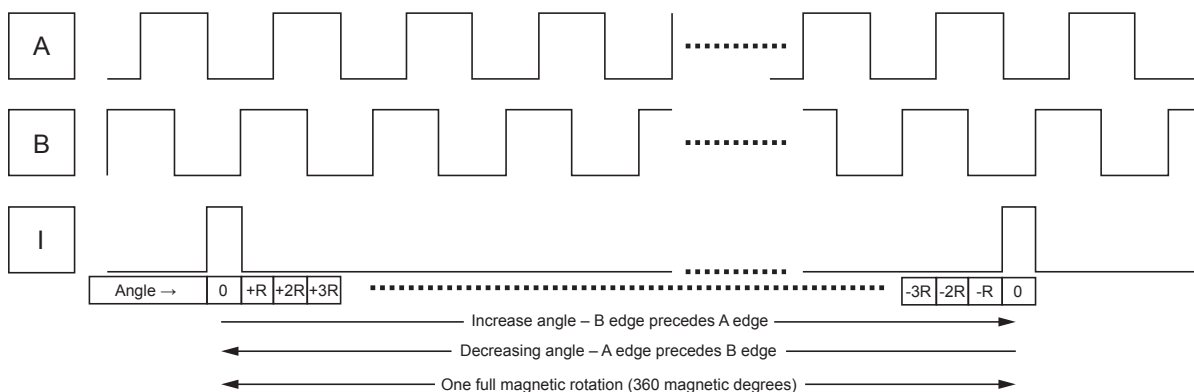 A
B
I
Angle → 0 +R +2R +3R -3R -2R -R 0
Increase angle – B edge precedes A edge
Decreasing angle – A edge precedes B edge
One full magnetic rotation (360 magnetic degrees)